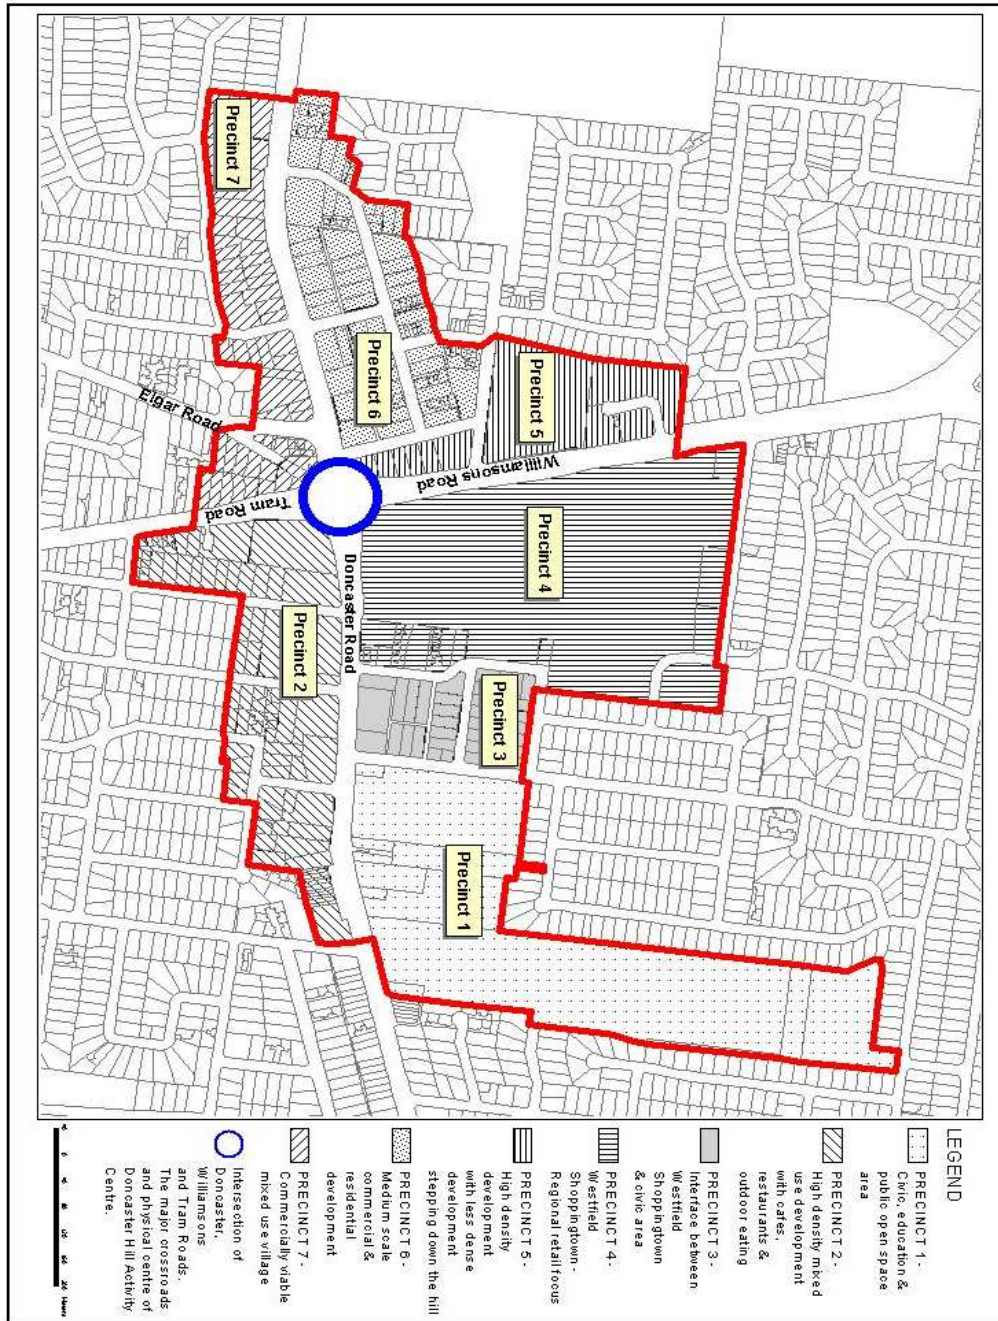 Precinct 7
Precinct 6
Precinct 5
Elgar Road
Williamsons Road
Tram Road
Precinct 4
Doncaster Road
Precinct 2
Precinct 3
Precinct 1
LEGEND
PRECINCT 1 -
Civic, education &
public open space
area
PRECINCT 2 -
High density mixed
use development
with cafes,
restaurants &
outdoor eating
PRECINCT 3 -
Interface between
Westfield
Shoppingtown
& civic area
PRECINCT 4 -
Westfield
Shoppingtown -
Regional retail focus
PRECINCT 5 -
High density
development
with less dense
development
stepping down the hill
PRECINCT 6 -
Medium scale
commercial &
residential
development
PRECINCT 7 -
Commercially viable
mixed use village
Intersection of
Doncaster,
Williamsons
and Tram Roads.
The major crossroads
and physical centre of
Doncaster Hill Activity
Centre.